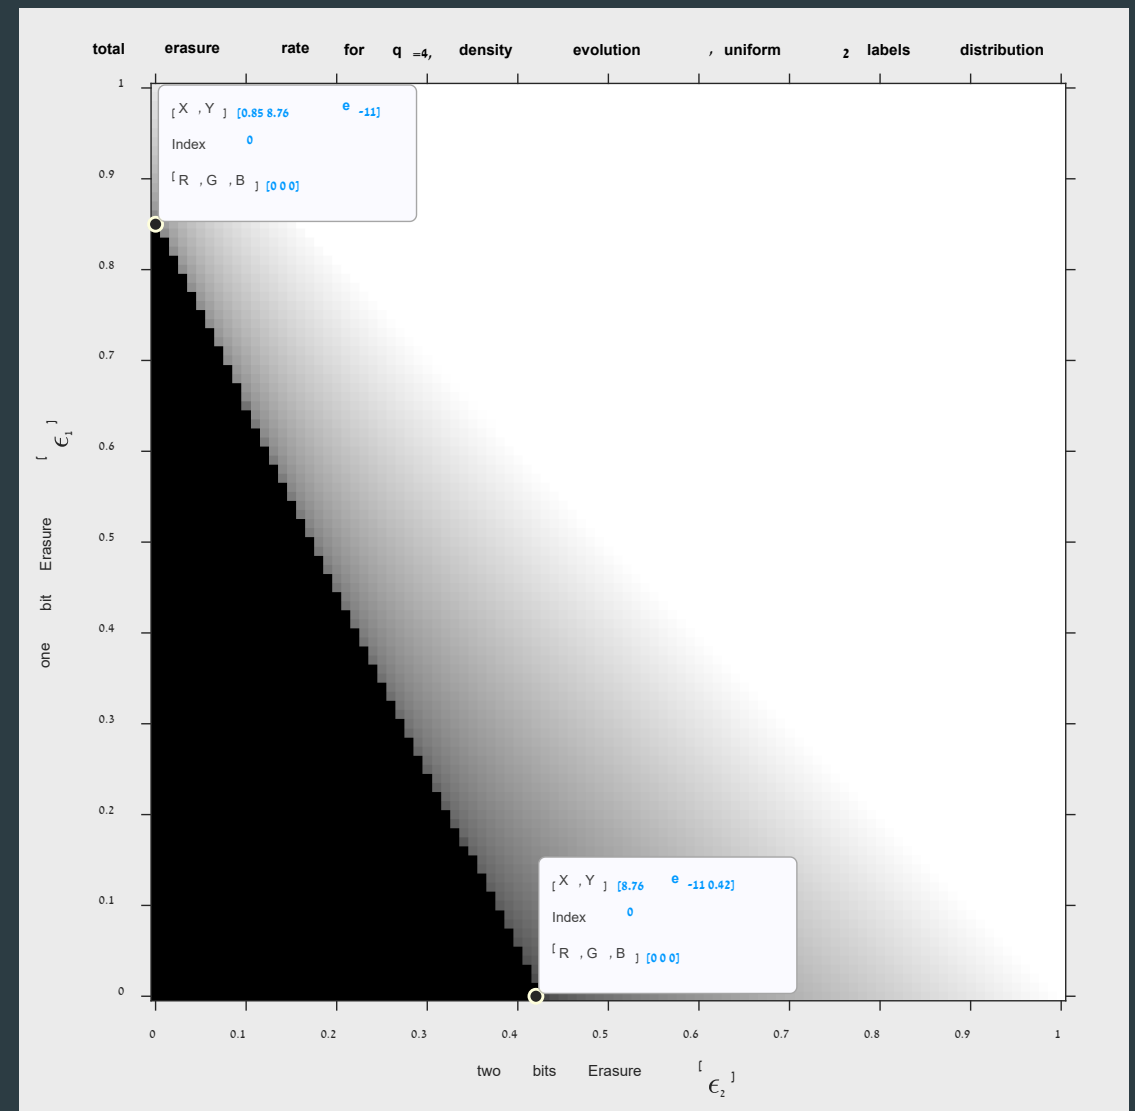 total erasure rate for q =4, density evolution , uniform 2 labels distribution
1
[ X , Y ] [0.85 8.76 e -11]
Index 0
[ R , G , B ] [0 0 0]
0.9
0.8
0.7
0.6
0.5
0.4
0.3
0.2
0.1
0
one bit Erasure [ ϵ1 ]
[ X , Y ] [8.76 e -11 0.42]
Index 0
[ R , G , B ] [0 0 0]
0 0.1 0.2 0.3 0.4 0.5 0.6 0.7 0.8 0.9 1
two bits Erasure [ ϵ2 ]